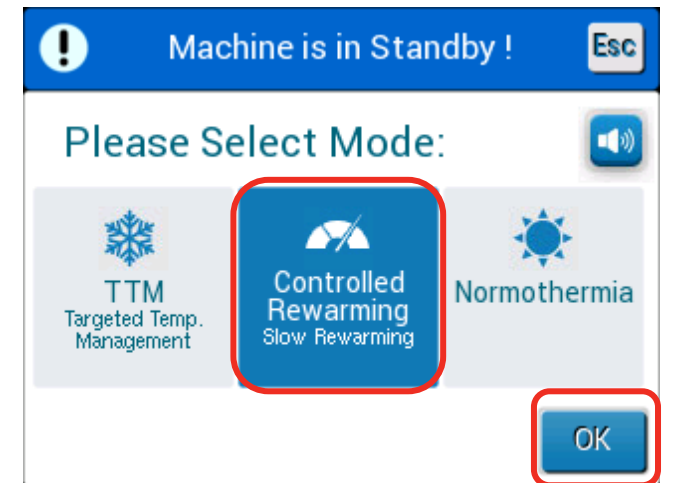 Machine is in Standby !
Esc
Please Select Mode:
TTM
Targeted Temp.
Management
Controlled
Rewarming
Slow Rewarming
Normothermia
OK